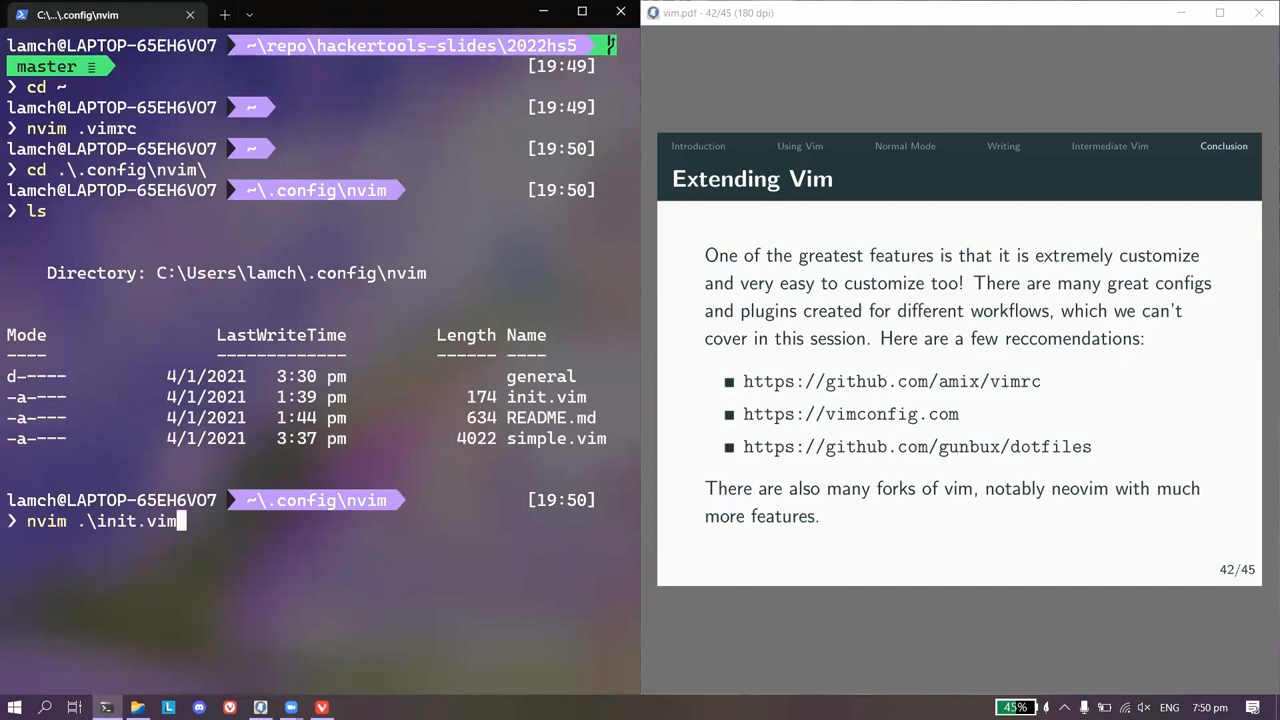 C:\...\.config\nvim
lamch@LAPTOP-65EH6VO7 ~\repo\hackertools-slides\2022hs5
master ≡ [19:49]
❯ cd ~
lamch@LAPTOP-65EH6VO7 ~ [19:49]
❯ nvim .vimrc
lamch@LAPTOP-65EH6VO7 ~ [19:50]
❯ cd .\.config\nvim\
lamch@LAPTOP-65EH6VO7 ~\.config\nvim [19:50]
❯ ls
Directory: C:\Users\lamch\.config\nvim
Mode LastWriteTime Length Name
---- ------------- ------ ----
d----- 4/1/2021 3:30 pm general
-a---- 4/1/2021 1:39 pm 174 init.vim
-a---- 4/1/2021 1:44 pm 634 README.md
-a---- 4/1/2021 3:37 pm 4022 simple.vim
lamch@LAPTOP-65EH6VO7 ~\.config\nvim [19:50]
❯ nvim .\init.vim
vim.pdf - 42/45 (180 dpi)
Introduction Using Vim Normal Mode Writing Intermediate Vim Conclusion
Extending Vim
One of the greatest features is that it is extremely customize
and very easy to customize too! There are many great configs
and plugins created for different workflows, which we can't
cover in this session. Here are a few reccomendations:
■ https://github.com/amix/vimrc
■ https://vimconfig.com
■ https://github.com/gunbux/dotfiles
There are also many forks of vim, notably neovim with much
more features.
42/45
45% ENG 7:50 pm